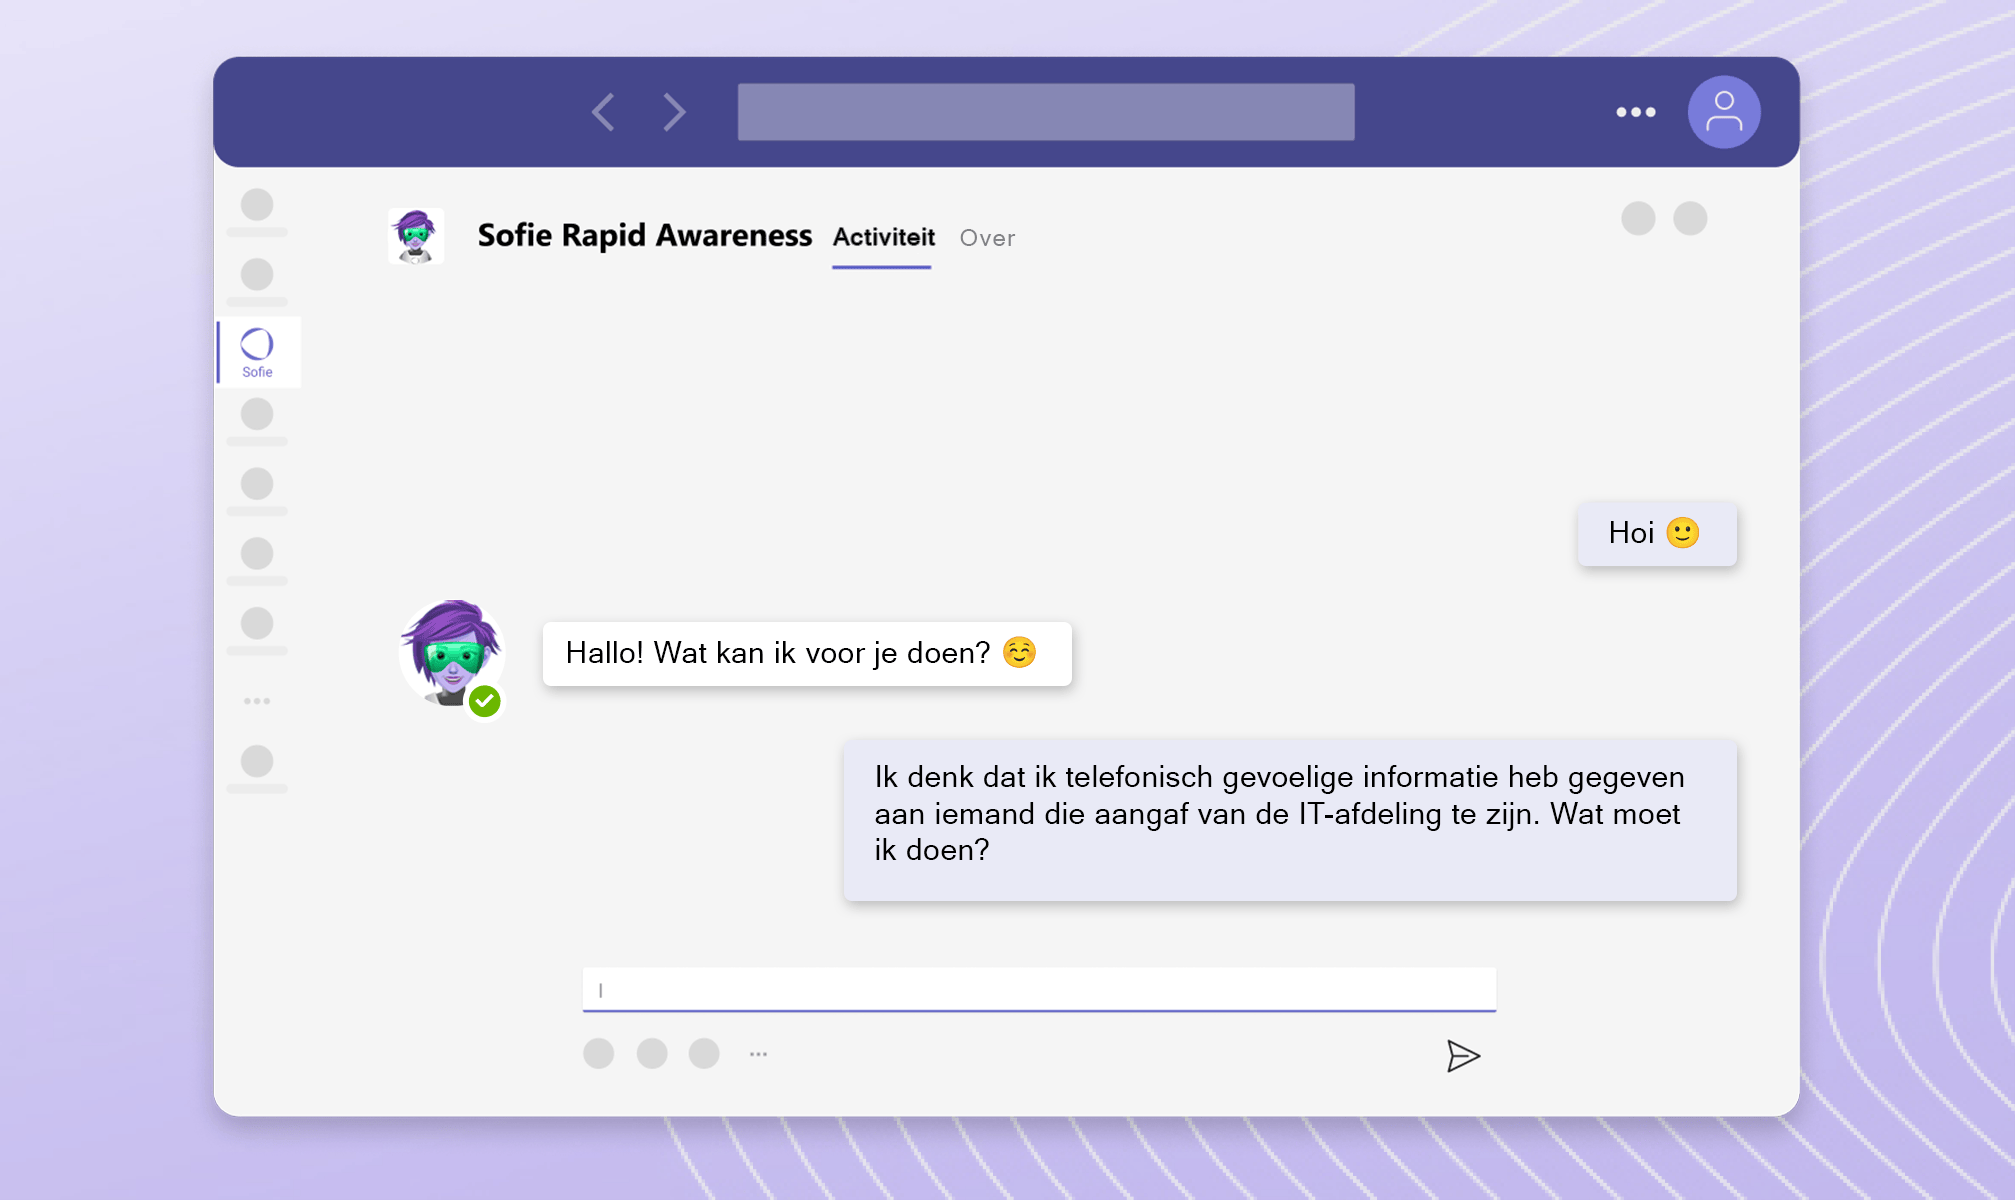 Sofie Rapid Awareness Activiteit Over
Sofie
Hoi 🙂
Hallo! Wat kan ik voor je doen? ☺️
Ik denk dat ik telefonisch gevoelige informatie heb gegeven
aan iemand die aangaf van de IT-afdeling te zijn. Wat moet
ik doen?